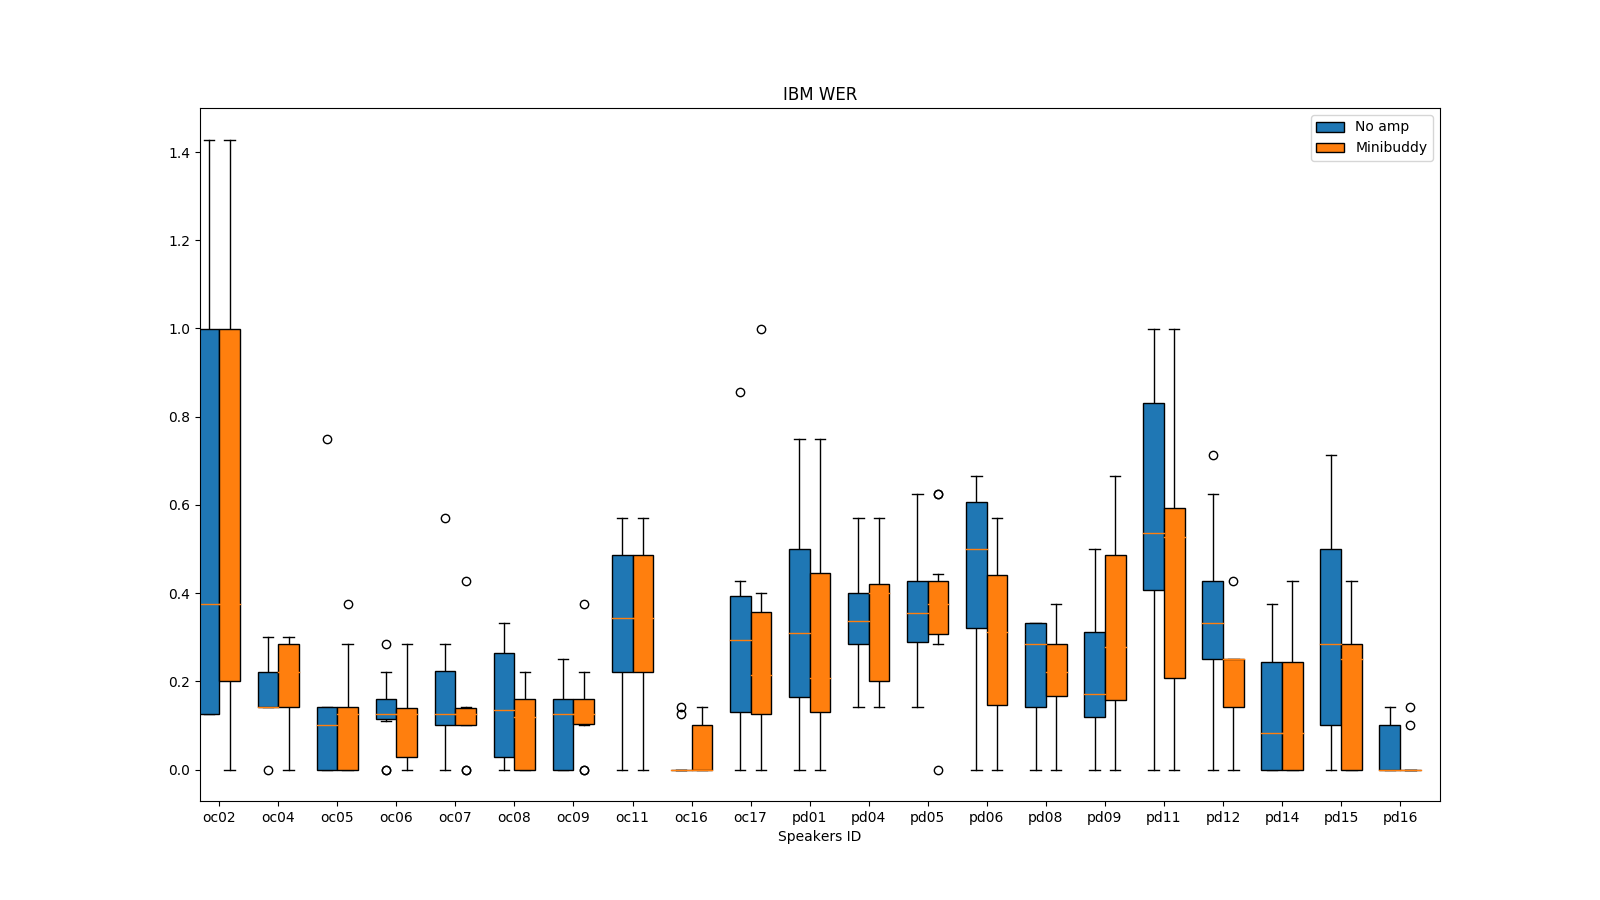 IBM WER
No amp
Minibuddy
1.4
1.2
1.0
0.8
0.6
0.4
0.2
0.0
oc02 oc04 oc05 oc06 oc07 oc08 oc09 oc11 oc16 oc17 pd01 pd04 pd05 pd06 pd08 pd09 pd11 pd12 pd14 pd15 pd16
Speakers ID